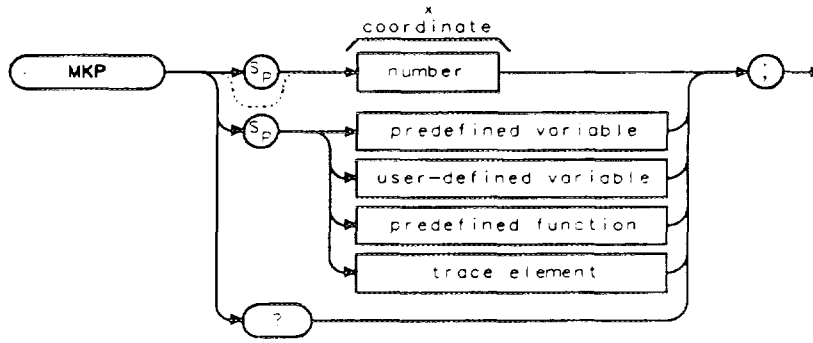 x
coordinate
MKP
Sp
number
;
Sp
predefined variable
user-defined variable
predefined function
trace element
?